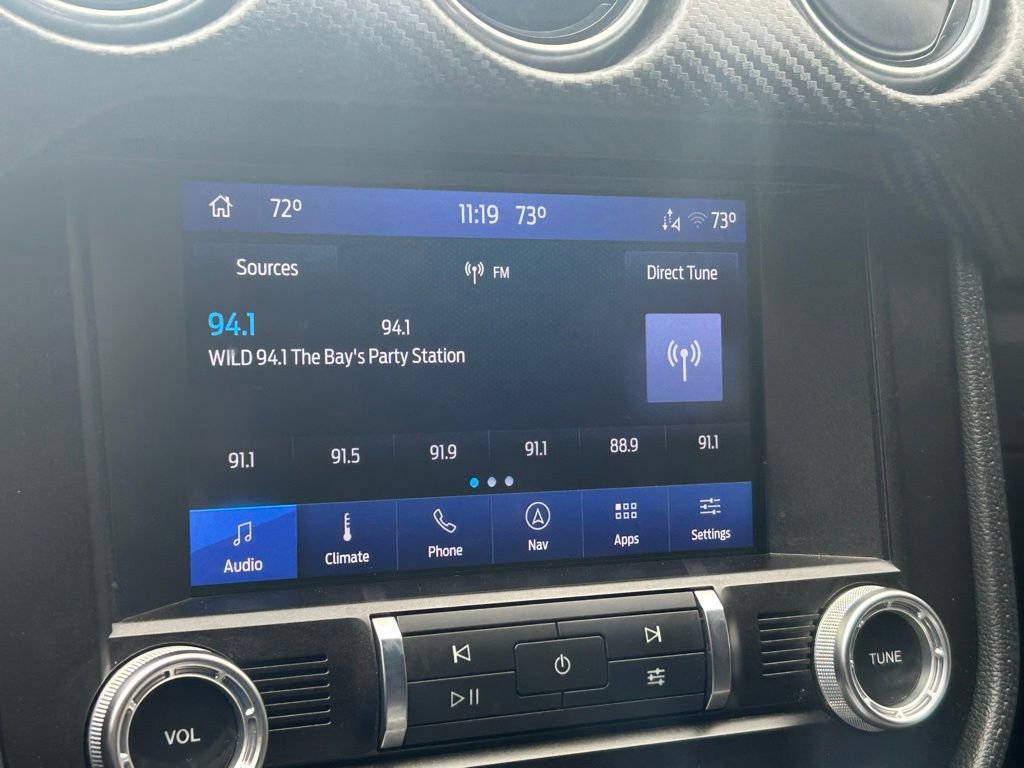 72° 11:19 73° 73°
Sources FM Direct Tune
94.1 94.1
WILD 94.1 The Bay's Party Station
91.1 91.5 91.9 91.1 88.9 91.1
Audio Climate Phone Nav Apps Settings
VOL TUNE